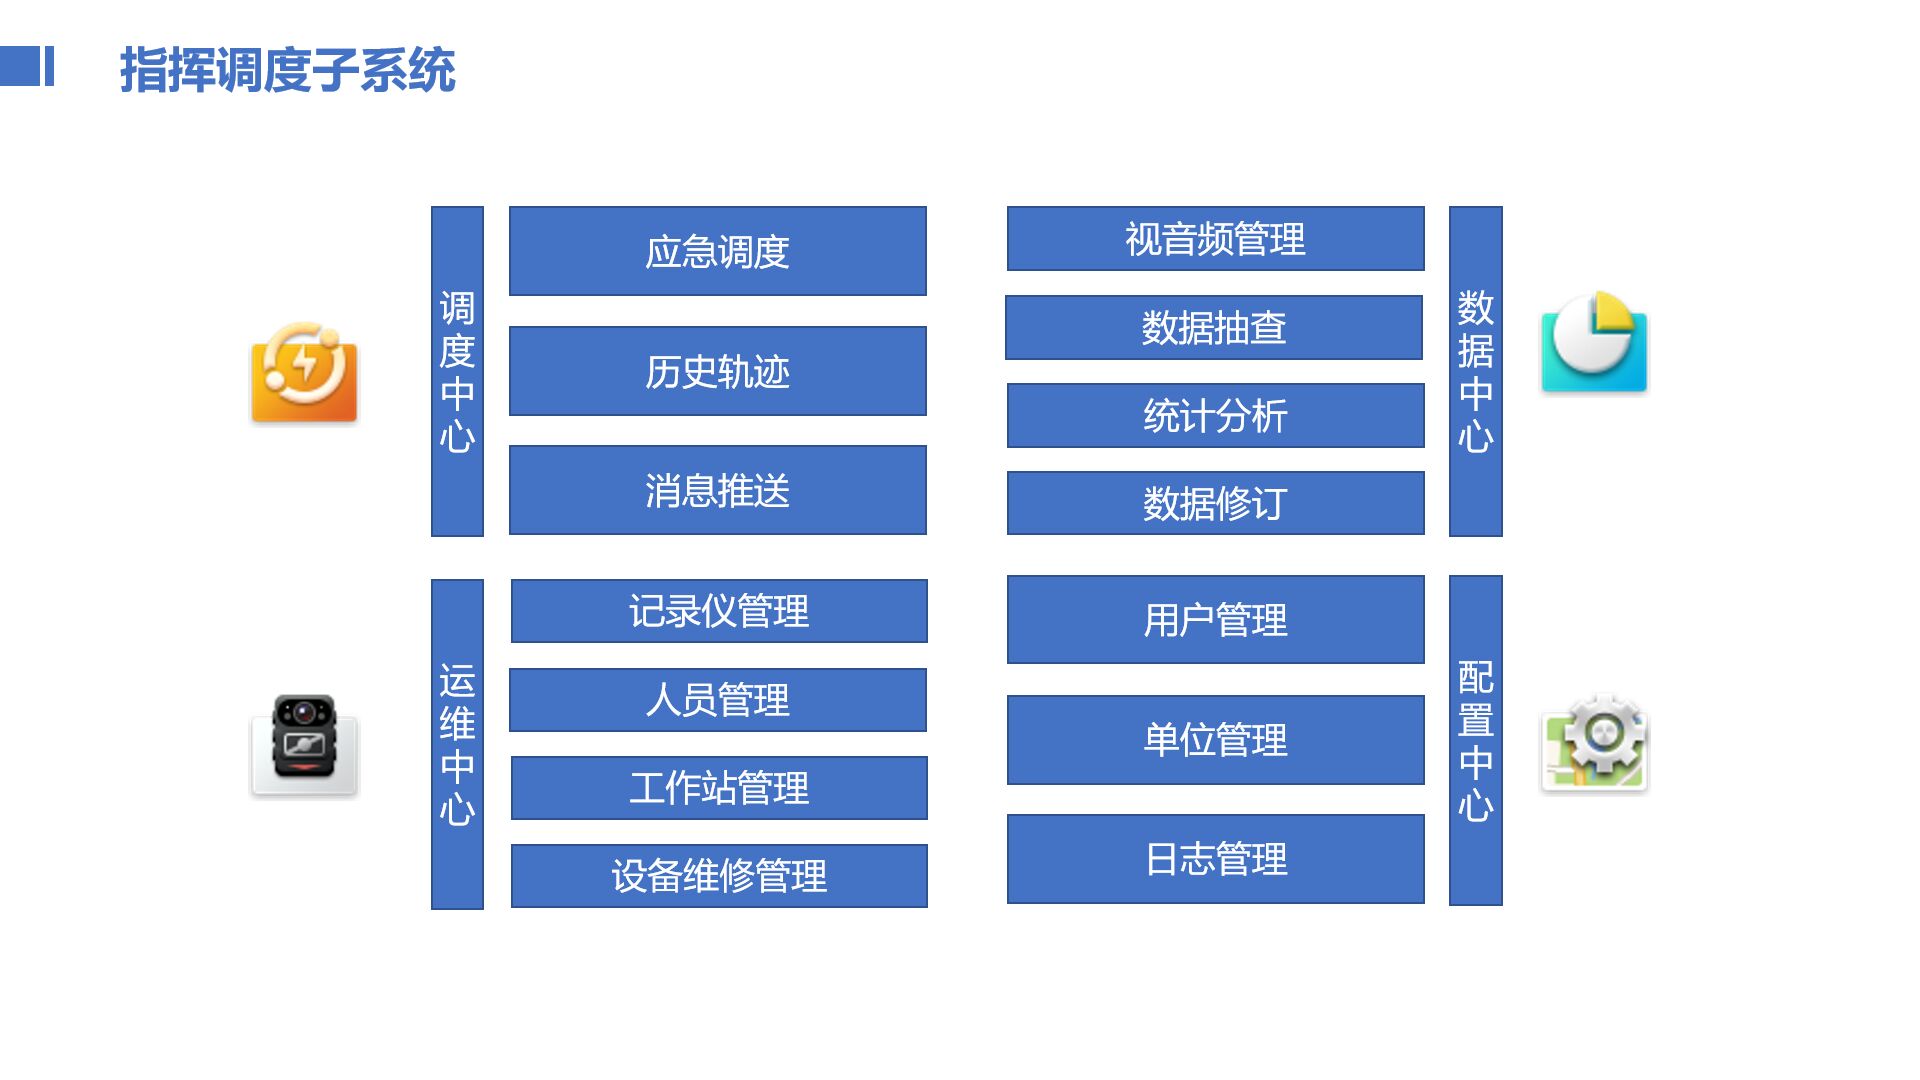 指挥调度子系统
调度中心
应急调度
历史轨迹
消息推送
视音频管理
数据抽查
统计分析
数据修订
数据中心
运维中心
记录仪管理
人员管理
工作站管理
设备维修管理
用户管理
单位管理
日志管理
配置中心